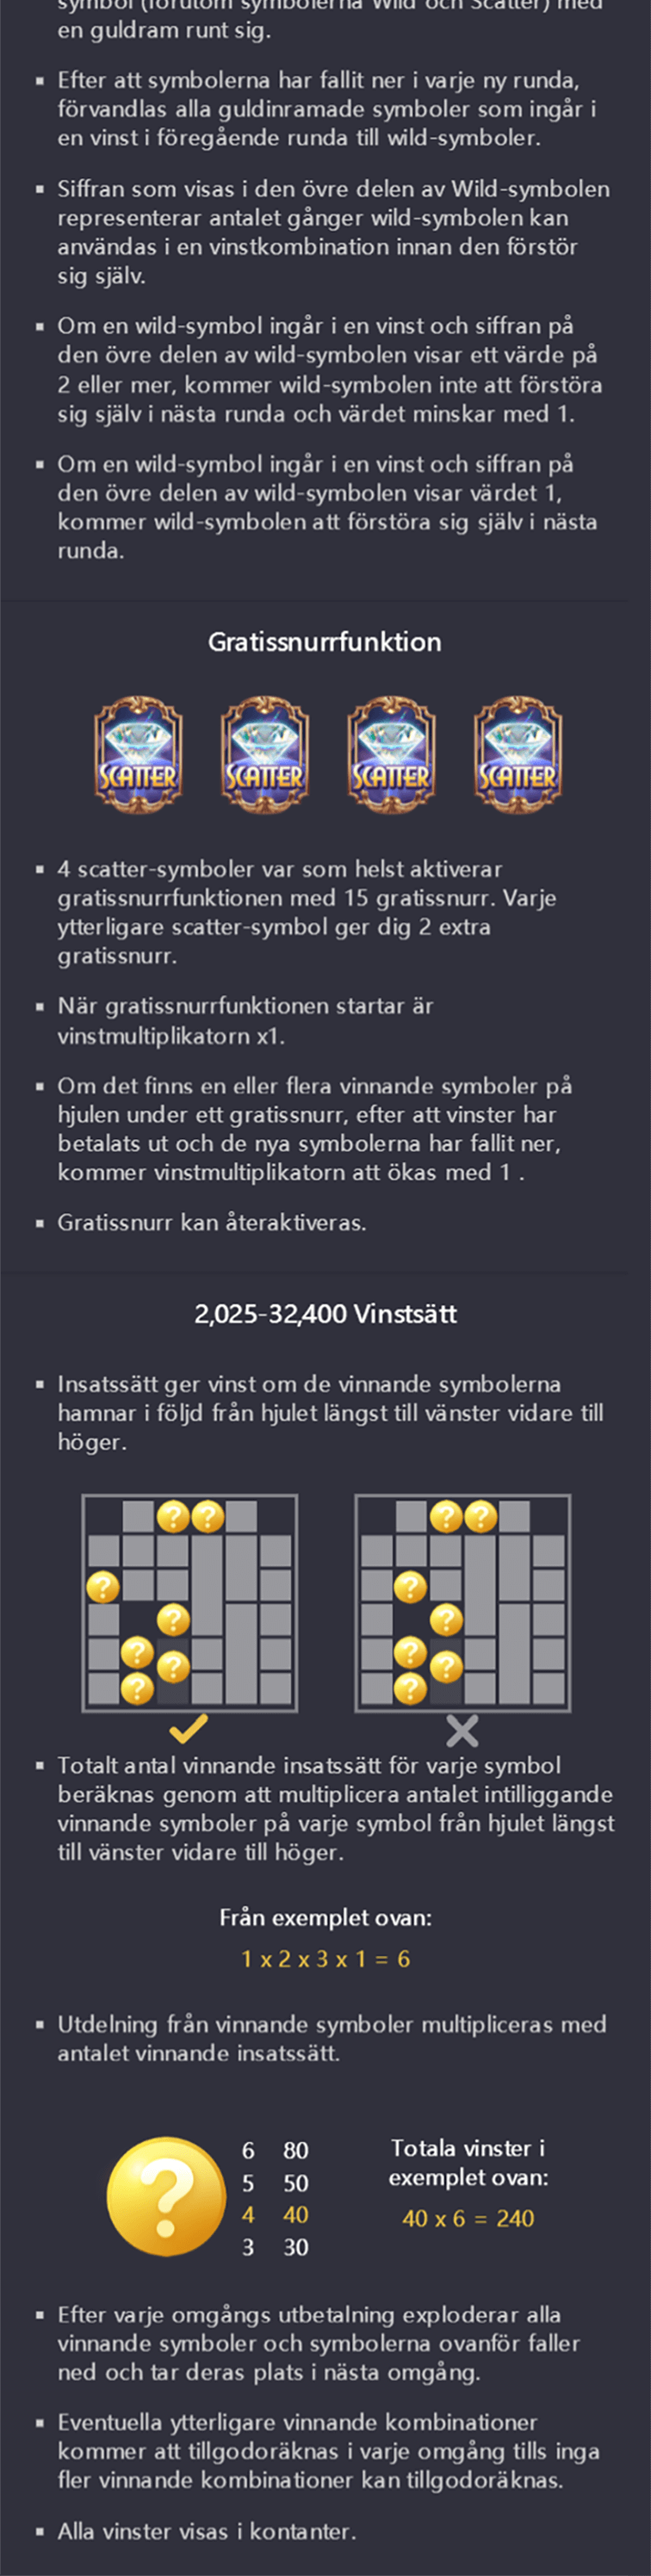 symbol (förutom symbolerna Wild och Scatter) med
en guldram runt sig.
▪ Efter att symbolerna har fallit ner i varje ny runda,
förvandlas alla guldinramade symboler som ingår i
en vinst i föregående runda till wild-symboler.
▪ Siffran som visas i den övre delen av Wild-symbolen
representerar antalet gånger wild-symbolen kan
användas i en vinstkombination innan den förstör
sig själv.
▪ Om en wild-symbol ingår i en vinst och siffran på
den övre delen av wild-symbolen visar ett värde på
2 eller mer, kommer wild-symbolen inte att förstöra
sig själv i nästa runda och värdet minskar med 1.
▪ Om en wild-symbol ingår i en vinst och siffran på
den övre delen av wild-symbolen visar värdet 1,
kommer wild-symbolen att förstöra sig själv i nästa
runda.
Gratissnurrfunktion
SCATTER SCATTER SCATTER SCATTER
▪ 4 scatter-symboler var som helst aktiverar
gratissnurrfunktionen med 15 gratissnurr. Varje
ytterligare scatter-symbol ger dig 2 extra
gratissnurr.
▪ När gratissnurrfunktionen startar är
vinstmultiplikatorn x1.
▪ Om det finns en eller flera vinnande symboler på
hjulen under ett gratissnurr, efter att vinster har
betalats ut och de nya symbolerna har fallit ner,
kommer vinstmultiplikatorn att ökas med 1 .
▪ Gratissnurr kan återaktiveras.
2,025-32,400 Vinstsätt
▪ Insatssätt ger vinst om de vinnande symbolerna
hamnar i följd från hjulet längst till vänster vidare till
höger.
? ? ? ?
? ?
? ?
? ?
? ? ? ?
▪ Totalt antal vinnande insatssätt för varje symbol
beräknas genom att multiplicera antalet intilliggande
vinnande symboler på varje symbol från hjulet längst
till vänster vidare till höger.
Från exemplet ovan:
1 x 2 x 3 x 1 = 6
▪ Utdelning från vinnande symboler multipliceras med
antalet vinnande insatssätt.
?
6 80
5 50
4 40
3 30
Totala vinster i
exemplet ovan:
40 x 6 = 240
▪ Efter varje omgångs utbetalning exploderar alla
vinnande symboler och symbolerna ovanför faller
ned och tar deras plats i nästa omgång.
▪ Eventuella ytterligare vinnande kombinationer
kommer att tillgodoräknas i varje omgång tills inga
fler vinnande kombinationer kan tillgodoräknas.
▪ Alla vinster visas i kontanter.